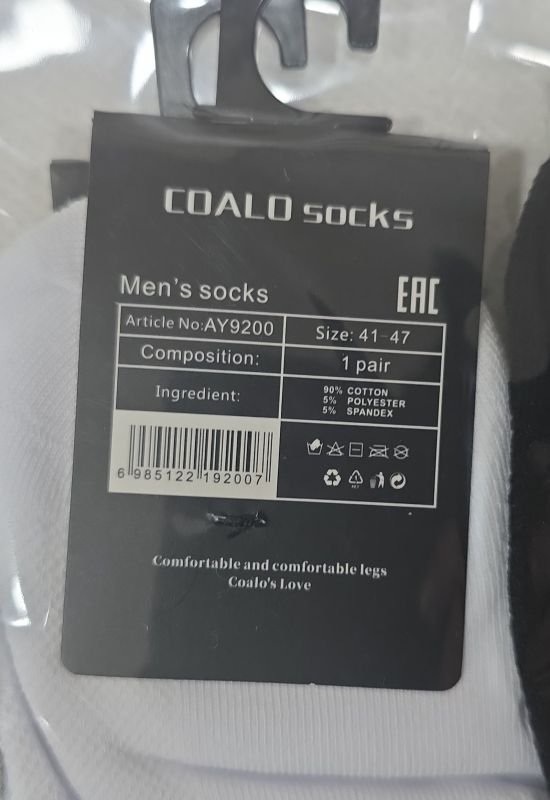 COALO socks
Men's socks
EAC
Article No:AY9200
Size: 41-47
Composition:
1 pair
Ingredient:
90% COTTON
5% POLYESTER
5% SPANDEX
6 985122 192007
Comfortable and comfortable legs
Coalo's Love